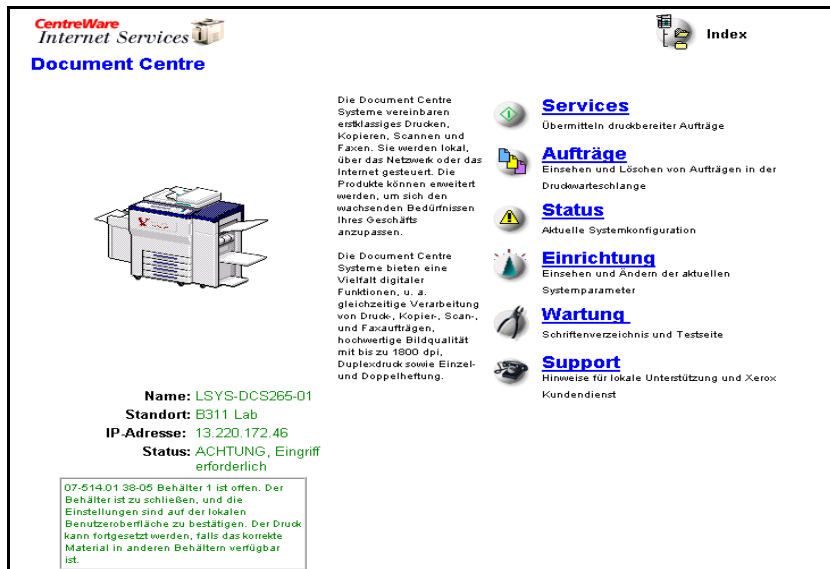 CentreWare
Internet Services
Index
Document Centre
Die Document Centre
Systeme vereinbaren
erstklassiges Drucken,
Kopieren, Scannen und
Faxen. Sie werden lokal,
über das Netzwerk oder das
Internet gesteuert. Die
Produkte können erweitert
werden, um sich den
wachsenden Bedürfnissen
Ihres Geschäfts
anzupassen.
Die Document Centre
Systeme bieten eine
Vielfalt digitaler
Funktionen, u. a.
gleichzeitige Verarbeitung
von Druck-, Kopier-, Scan-,
und Faxaufträgen,
hochwertige Bildqualität
mit bis zu 1800 dpi,
Duplexdruck sowie Einzel-
und Doppelheftung.
Services
Übermitteln druckbereiter Aufträge
Aufträge
Einsehen und Löschen von Aufträgen in der
Druckwarteschlange
Status
Aktuelle Systemkonfiguration
Einrichtung
Einsehen und Ändern der aktuellen
Systemparameter
Wartung
Schriftenverzeichnis und Testseite
Support
Hinweise für lokale Unterstützung und Xerox
Kundendienst
Name: LSYS-DCS265-01
Standort: B311 Lab
IP-Adresse: 13.220.172.46
Status: ACHTUNG, Eingriff
erforderlich
07-514.01 38-05 Behälter 1 ist offen. Der
Behälter ist zu schließen, und die
Einstellungen sind auf der lokalen
Benutzeroberfläche zu bestätigen. Der Druck
kann fortgesetzt werden, falls das korrekte
Material in anderen Behältern verfügbar
ist.